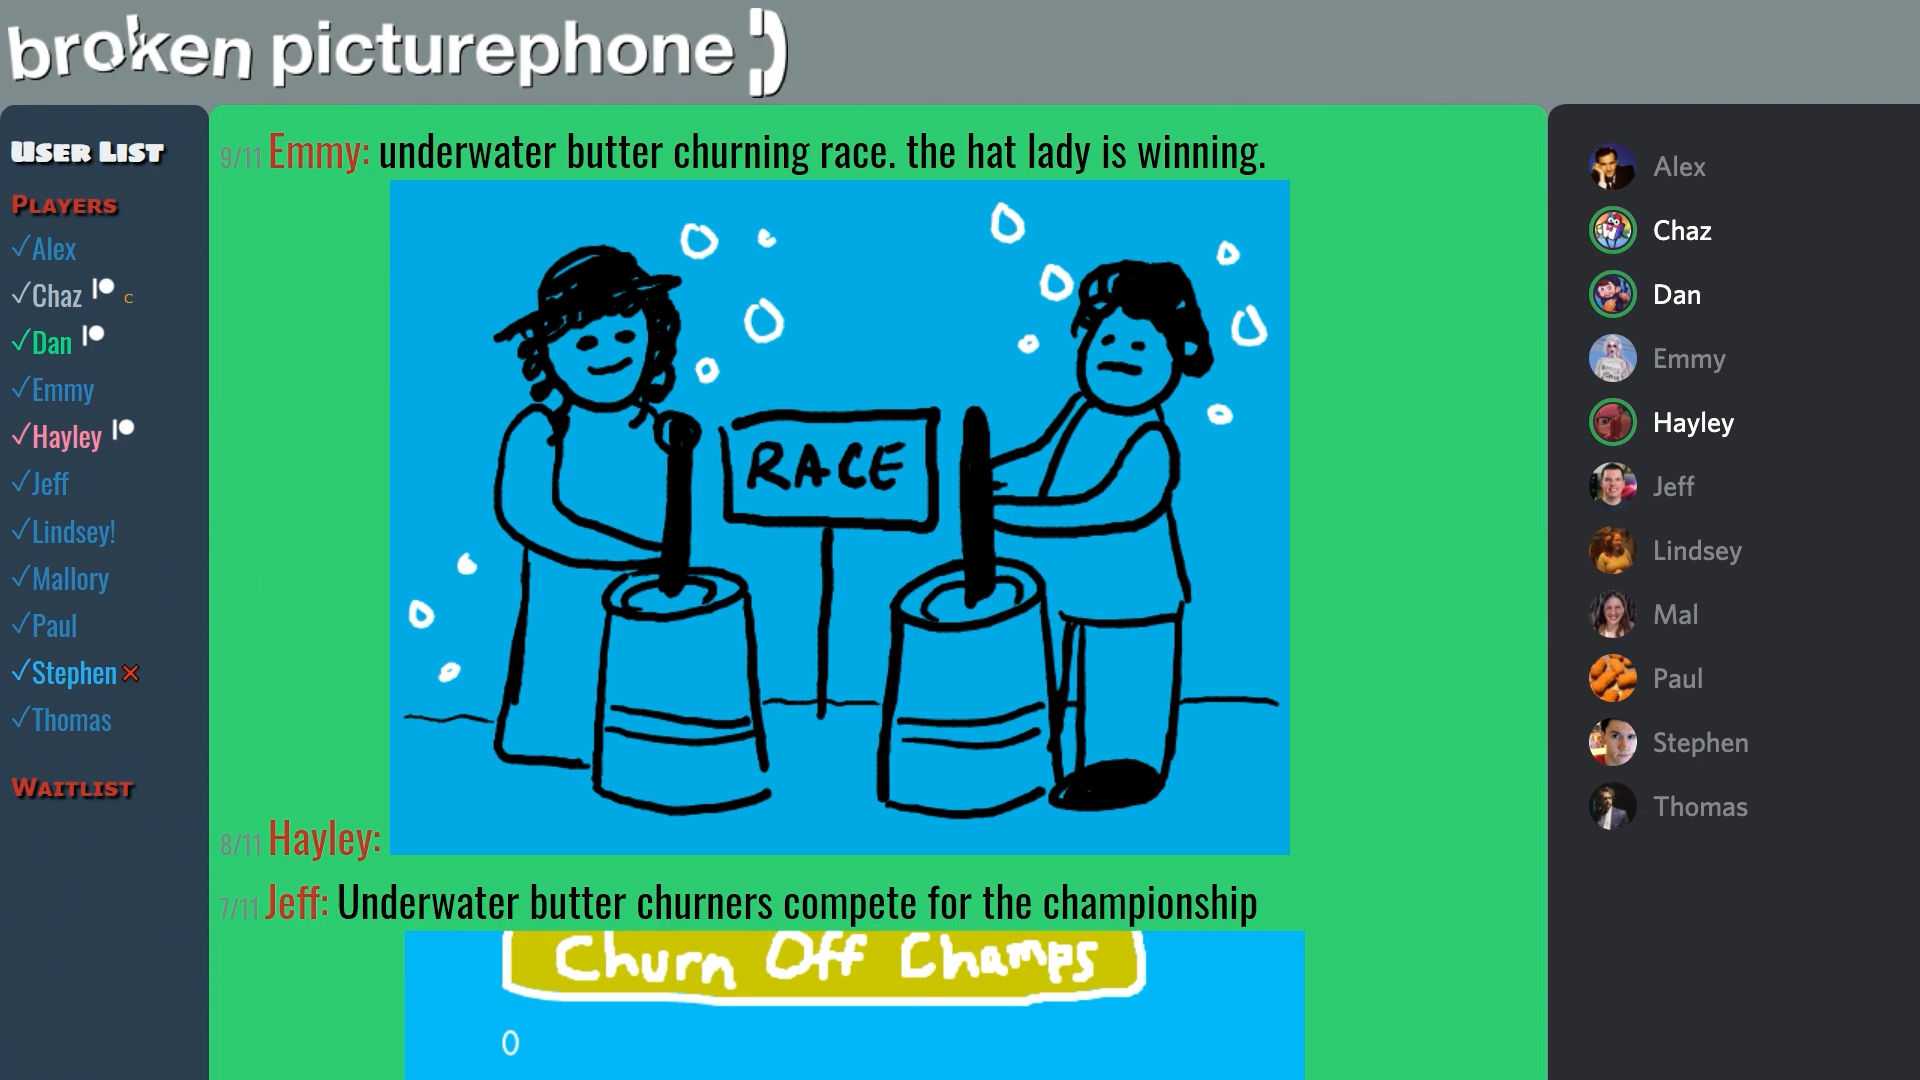 broken picturephone
User List
Players
✓Alex
✓Chaz c
✓Dan
✓Emmy
✓Hayley
✓Jeff
✓Lindsey!
✓Mallory
✓Paul
✓Stephen ✕
✓Thomas
Waitlist
9/11 Emmy: underwater butter churning race. the hat lady is winning.
RACE
8/11 Hayley:
7/11 Jeff: Underwater butter churners compete for the championship
Churn Off Champs
Alex
Chaz
Dan
Emmy
Hayley
Jeff
Lindsey
Mal
Paul
Stephen
Thomas